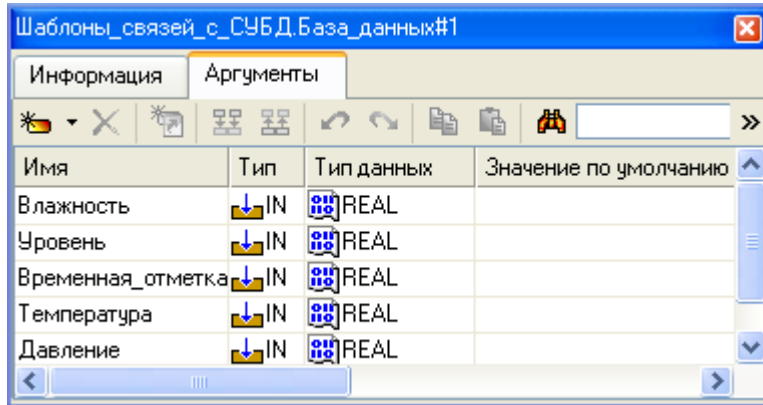 Шаблоны_связей_с_СУБД.База_данных#1
Информация Аргументы
Имя Тип Тип данных Значение по умолчанию
Влажность IN REAL
Уровень IN REAL
Временная_отметка IN REAL
Температура IN REAL
Давление IN REAL